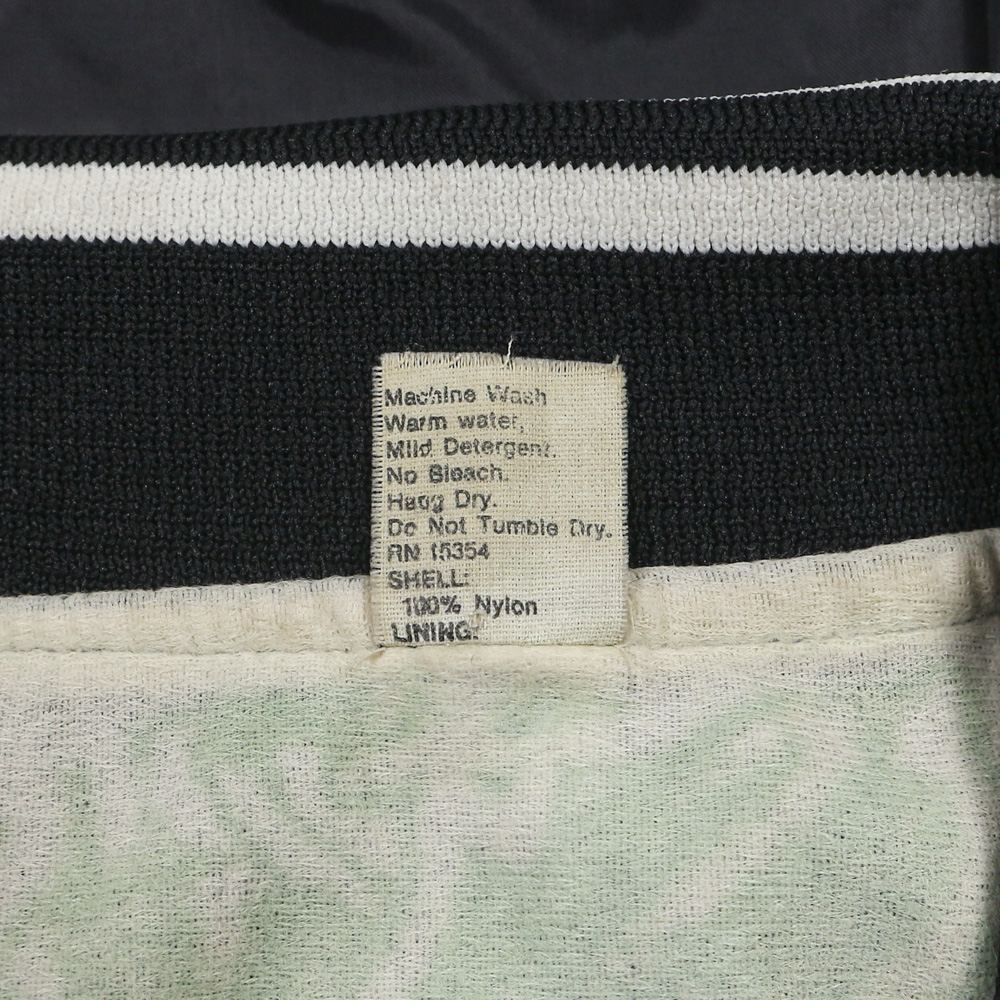 Machine Wash
Warm water,
Mild Detergent.
No Bleach.
Hang Dry.
Do Not Tumble Dry.
RN 15354
SHELL:
100% Nylon
LINING: